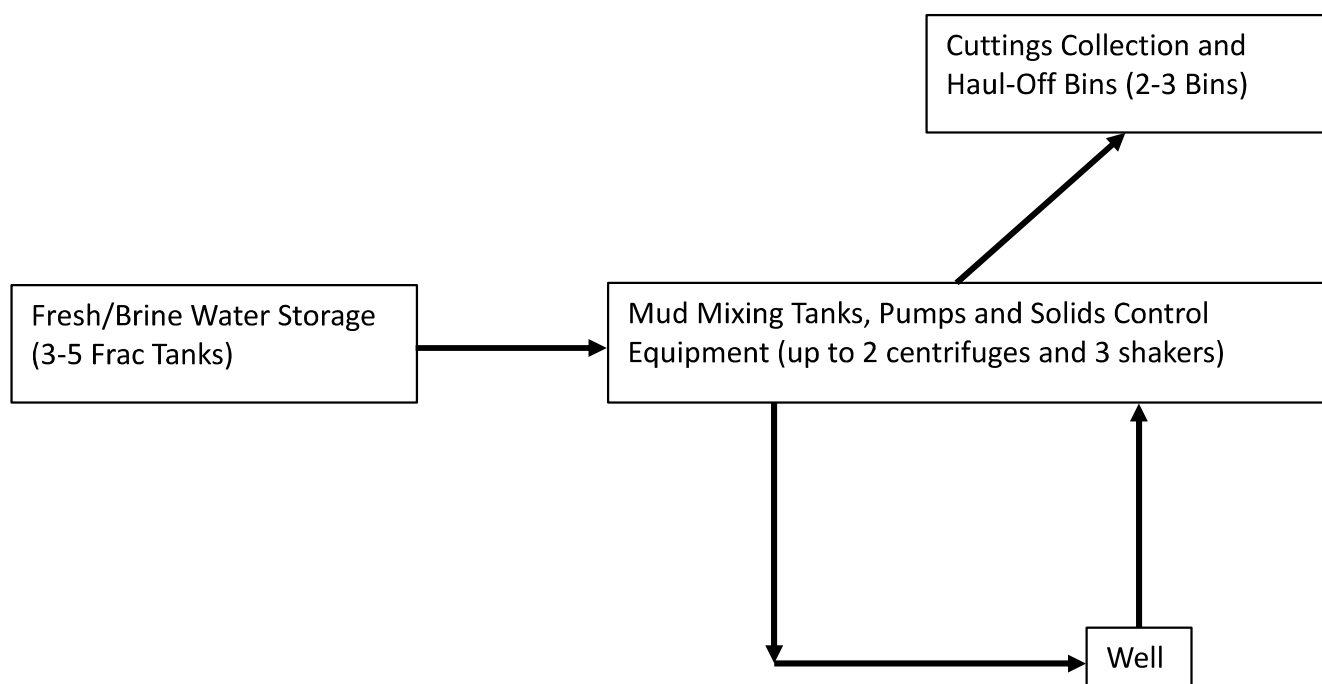 Cuttings Collection and
Haul-Off Bins (2-3 Bins)
Fresh/Brine Water Storage
(3-5 Frac Tanks)
Mud Mixing Tanks, Pumps and Solids Control
Equipment (up to 2 centrifuges and 3 shakers)
Well